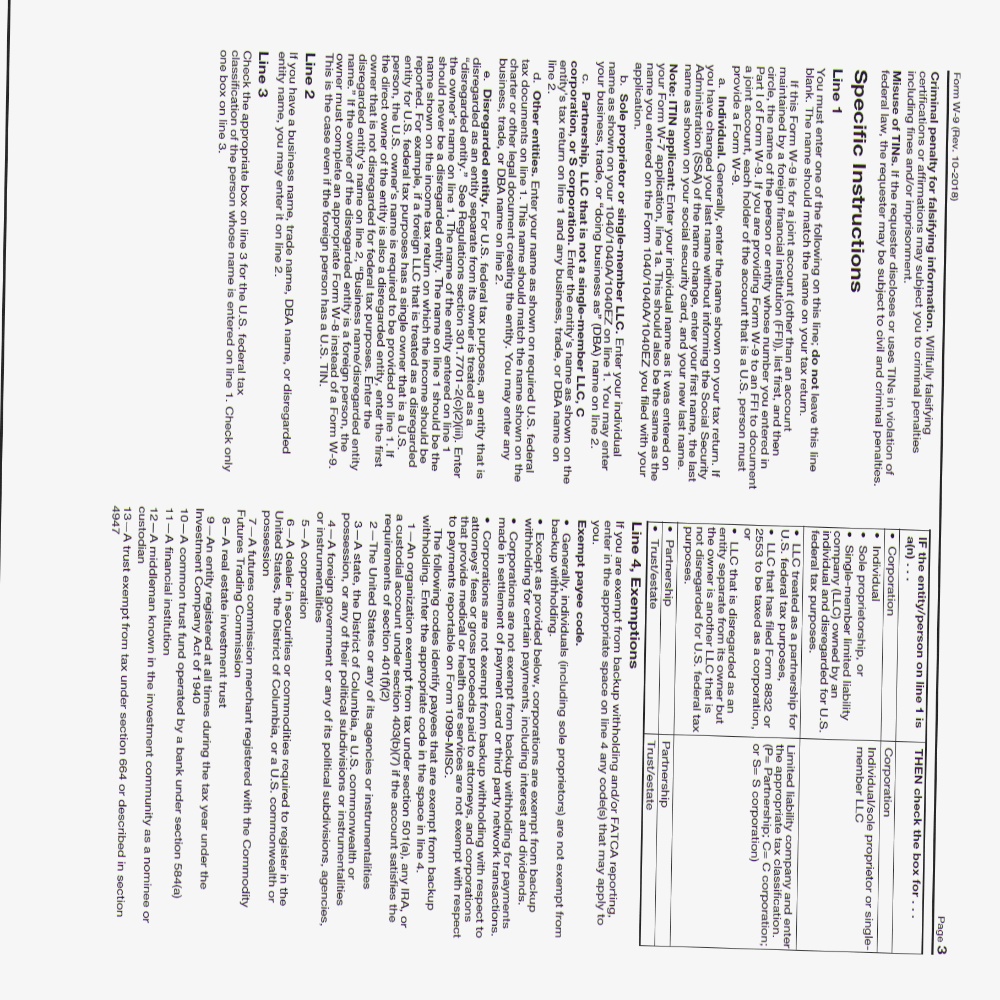 Form W-9 (Rev. 10-2018)
Page 3
Criminal penalty for falsifying information. Willfully falsifying
certifications or affirmations may subject you to criminal penalties
including fines and/or imprisonment.
Misuse of TINs. If the requester discloses or uses TINs in violation of
federal law, the requester may be subject to civil and criminal penalties.
Specific Instructions
Line 1
You must enter one of the following on this line; do not leave this line
blank. The name should match the name on your tax return.
If this Form W-9 is for a joint account (other than an account
maintained by a foreign financial institution (FFI)), list first, and then
circle, the name of the person or entity whose number you entered in
Part I of Form W-9. If you are providing Form W-9 to an FFI to document
a joint account, each holder of the account that is a U.S. person must
provide a Form W-9.
a. Individual. Generally, enter the name shown on your tax return. If
you have changed your last name without informing the Social Security
Administration (SSA) of the name change, enter your first name, the last
name as shown on your social security card, and your new last name.
Note: ITIN applicant: Enter your individual name as it was entered on
your Form W-7 application, line 1a. This should also be the same as the
name you entered on the Form 1040/1040A/1040EZ you filed with your
application.
b. Sole proprietor or single-member LLC. Enter your individual
name as shown on your 1040/1040A/1040EZ on line 1. You may enter
your business, trade, or "doing business as" (DBA) name on line 2.
c. Partnership, LLC that is not a single-member LLC, C
corporation, or S corporation. Enter the entity's name as shown on the
entity's tax return on line 1 and any business, trade, or DBA name on
line 2.
d. Other entities. Enter your name as shown on required U.S. federal
tax documents on line 1. This name should match the name shown on the
charter or other legal document creating the entity. You may enter any
business, trade, or DBA name on line 2.
e. Disregarded entity. For U.S. federal tax purposes, an entity that is
disregarded as an entity separate from its owner is treated as a
"disregarded entity." See Regulations section 301.7701-2(c)(2)(iii). Enter
the owner's name on line 1. The name of the entity entered on line 1
should never be a disregarded entity. The name on line 1 should be the
name shown on the income tax return on which the income should be
reported. For example, if a foreign LLC that is treated as a disregarded
entity for U.S. federal tax purposes has a single owner that is a U.S.
person, the U.S. owner's name is required to be provided on line 1. If
the direct owner of the entity is also a disregarded entity, enter the first
owner that is not disregarded for federal tax purposes. Enter the
disregarded entity's name on line 2, "Business name/disregarded entity
name." If the owner of the disregarded entity is a foreign person, the
owner must complete an appropriate Form W-8 instead of a Form W-9.
This is the case even if the foreign person has a U.S. TIN.
Line 2
If you have a business name, trade name, DBA name, or disregarded
entity name, you may enter it on line 2.
Line 3
Check the appropriate box on line 3 for the U.S. federal tax
classification of the person whose name is entered on line 1. Check only
one box on line 3.
IF the entity/person on line 1 is
a(n) . . .
THEN check the box for . . .
• Corporation
Corporation
• Individual
• Sole proprietorship, or
• Single-member limited liability
company (LLC) owned by an
individual and disregarded for U.S.
federal tax purposes.
Individual/sole proprietor or single-
member LLC
• LLC treated as a partnership for
U.S. federal tax purposes,
• LLC that has filed Form 8832 or
2553 to be taxed as a corporation,
or
• LLC that is disregarded as an
entity separate from its owner but
the owner is another LLC that is
not disregarded for U.S. federal tax
purposes.
Limited liability company and enter
the appropriate tax classification.
(P= Partnership; C= C corporation;
or S= S corporation)
• Partnership
Partnership
• Trust/estate
Trust/estate
Line 4, Exemptions
If you are exempt from backup withholding and/or FATCA reporting,
enter in the appropriate space on line 4 any code(s) that may apply to
you.
Exempt payee code.
• Generally, individuals (including sole proprietors) are not exempt from
backup withholding.
• Except as provided below, corporations are exempt from backup
withholding for certain payments, including interest and dividends.
• Corporations are not exempt from backup withholding for payments
made in settlement of payment card or third party network transactions.
• Corporations are not exempt from backup withholding with respect to
attorneys' fees or gross proceeds paid to attorneys, and corporations
that provide medical or health care services are not exempt with respect
to payments reportable on Form 1099-MISC.
The following codes identify payees that are exempt from backup
withholding. Enter the appropriate code in the space in line 4.
1—An organization exempt from tax under section 501(a), any IRA, or
a custodial account under section 403(b)(7) if the account satisfies the
requirements of section 401(f)(2)
2—The United States or any of its agencies or instrumentalities
3—A state, the District of Columbia, a U.S. commonwealth or
possession, or any of their political subdivisions or instrumentalities
4—A foreign government or any of its political subdivisions, agencies,
or instrumentalities
5—A corporation
6—A dealer in securities or commodities required to register in the
United States, the District of Columbia, or a U.S. commonwealth or
possession
7—A futures commission merchant registered with the Commodity
Futures Trading Commission
8—A real estate investment trust
9—An entity registered at all times during the tax year under the
Investment Company Act of 1940
10—A common trust fund operated by a bank under section 584(a)
11—A financial institution
12—A middleman known in the investment community as a nominee or
custodian
13—A trust exempt from tax under section 664 or described in section
4947